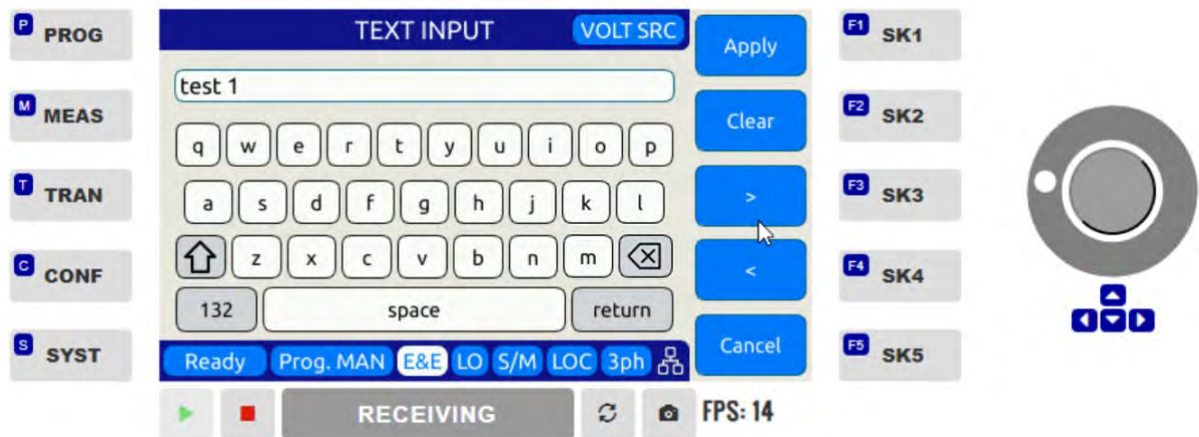 P PROG
M MEAS
T TRAN
C CONF
S SYST
TEXT INPUT VOLT SRC
test 1
q w e r t y u i o p
a s d f g h j k l
z x c v b n m
132 space return
Ready Prog. MAN E&E LO S/M LOC 3ph
Apply
Clear
>
<
Cancel
F1 SK1
F2 SK2
F3 SK3
F4 SK4
F5 SK5
RECEIVING FPS: 14